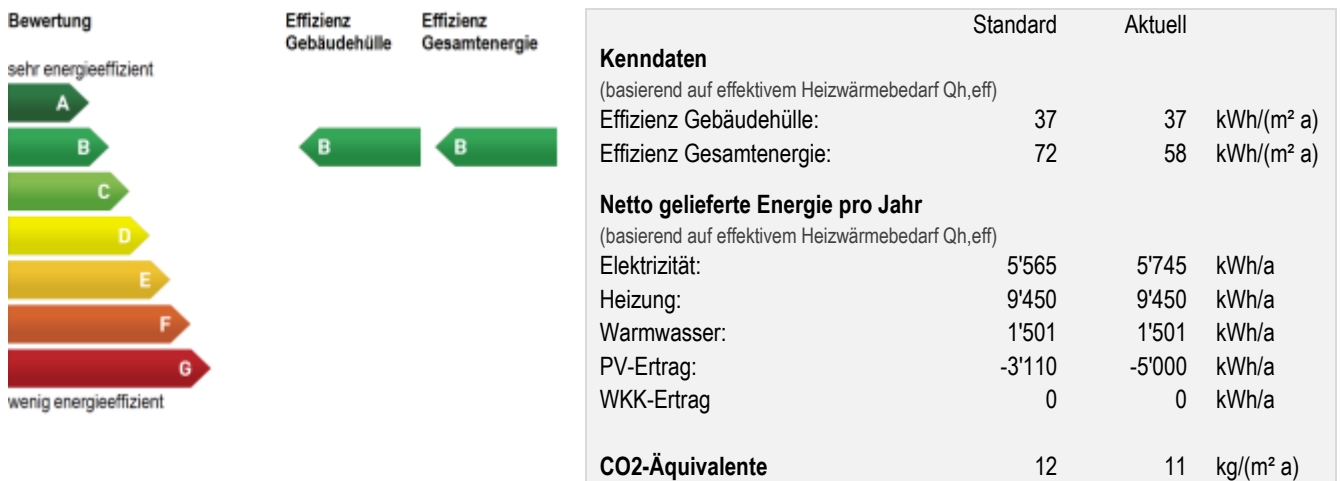 Bewertung
Effizienz Gebäudehülle
Effizienz Gesamtenergie
sehr energieeffizient
A
B
B
B
C
D
E
F
G
wenig energieeffizient
Standard Aktuell
Kenndaten
(basierend auf effektivem Heizwärmebedarf Qh,eff)
Effizienz Gebäudehülle: 37 37 kWh/(m² a)
Effizienz Gesamtenergie: 72 58 kWh/(m² a)
Netto gelieferte Energie pro Jahr
(basierend auf effektivem Heizwärmebedarf Qh,eff)
Elektrizität: 5'565 5'745 kWh/a
Heizung: 9'450 9'450 kWh/a
Warmwasser: 1'501 1'501 kWh/a
PV-Ertrag: -3'110 -5'000 kWh/a
WKK-Ertrag 0 0 kWh/a
CO2-Äquivalente 12 11 kg/(m² a)